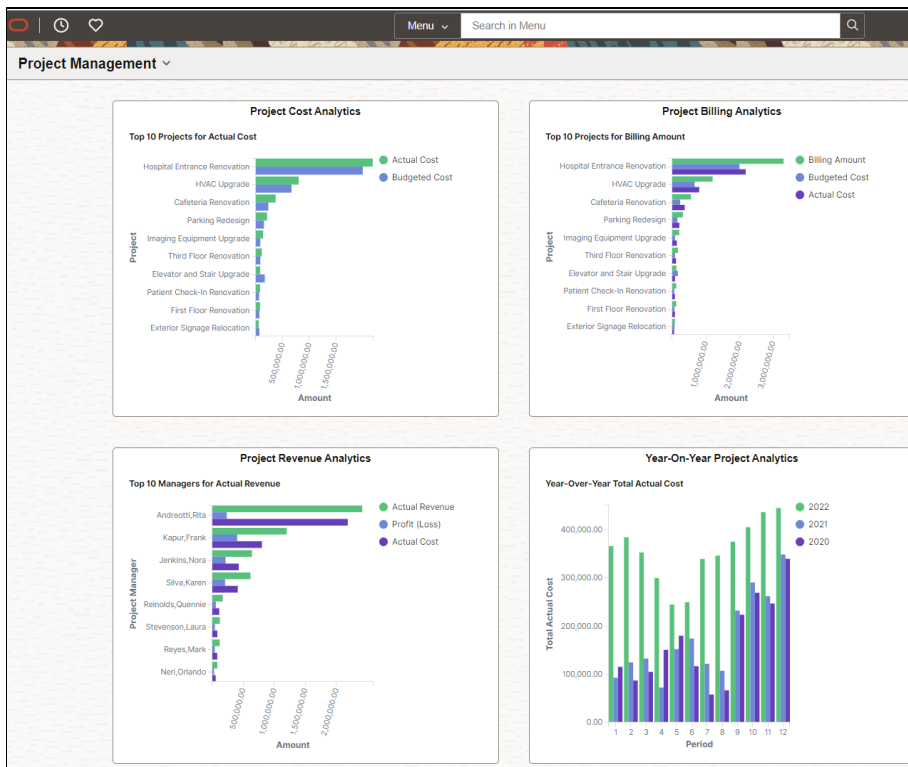 Menu
Search in Menu
Project Management
Project Cost Analytics
Top 10 Projects for Actual Cost
Hospital Entrance Renovation
HVAC Upgrade
Cafeteria Renovation
Parking Redesign
Imaging Equipment Upgrade
Third Floor Renovation
Elevator and Stair Upgrade
Patient Check-In Renovation
First Floor Renovation
Exterior Signage Relocation
Project
500,000.00
1,000,000.00
1,500,000.00
Amount
Actual Cost
Budgeted Cost
Project Billing Analytics
Top 10 Projects for Billing Amount
Hospital Entrance Renovation
HVAC Upgrade
Cafeteria Renovation
Parking Redesign
Imaging Equipment Upgrade
Third Floor Renovation
Elevator and Stair Upgrade
Patient Check-In Renovation
First Floor Renovation
Exterior Signage Relocation
Project
1,000,000.00
2,000,000.00
3,000,000.00
Amount
Billing Amount
Budgeted Cost
Actual Cost
Project Revenue Analytics
Top 10 Managers for Actual Revenue
Andreotti,Rita
Kapur,Frank
Jenkins,Nora
Silva,Karen
Reinolds,Quennie
Stevenson,Laura
Reyes,Mark
Neri,Orlando
Project Manager
500,000.00
1,000,000.00
1,500,000.00
2,000,000.00
Amount
Actual Revenue
Profit (Loss)
Actual Cost
Year-On-Year Project Analytics
Year-Over-Year Total Actual Cost
400,000.00
300,000.00
200,000.00
100,000.00
0.00
Total Actual Cost
1 2 3 4 5 6 7 8 9 10 11 12
Period
2022
2021
2020